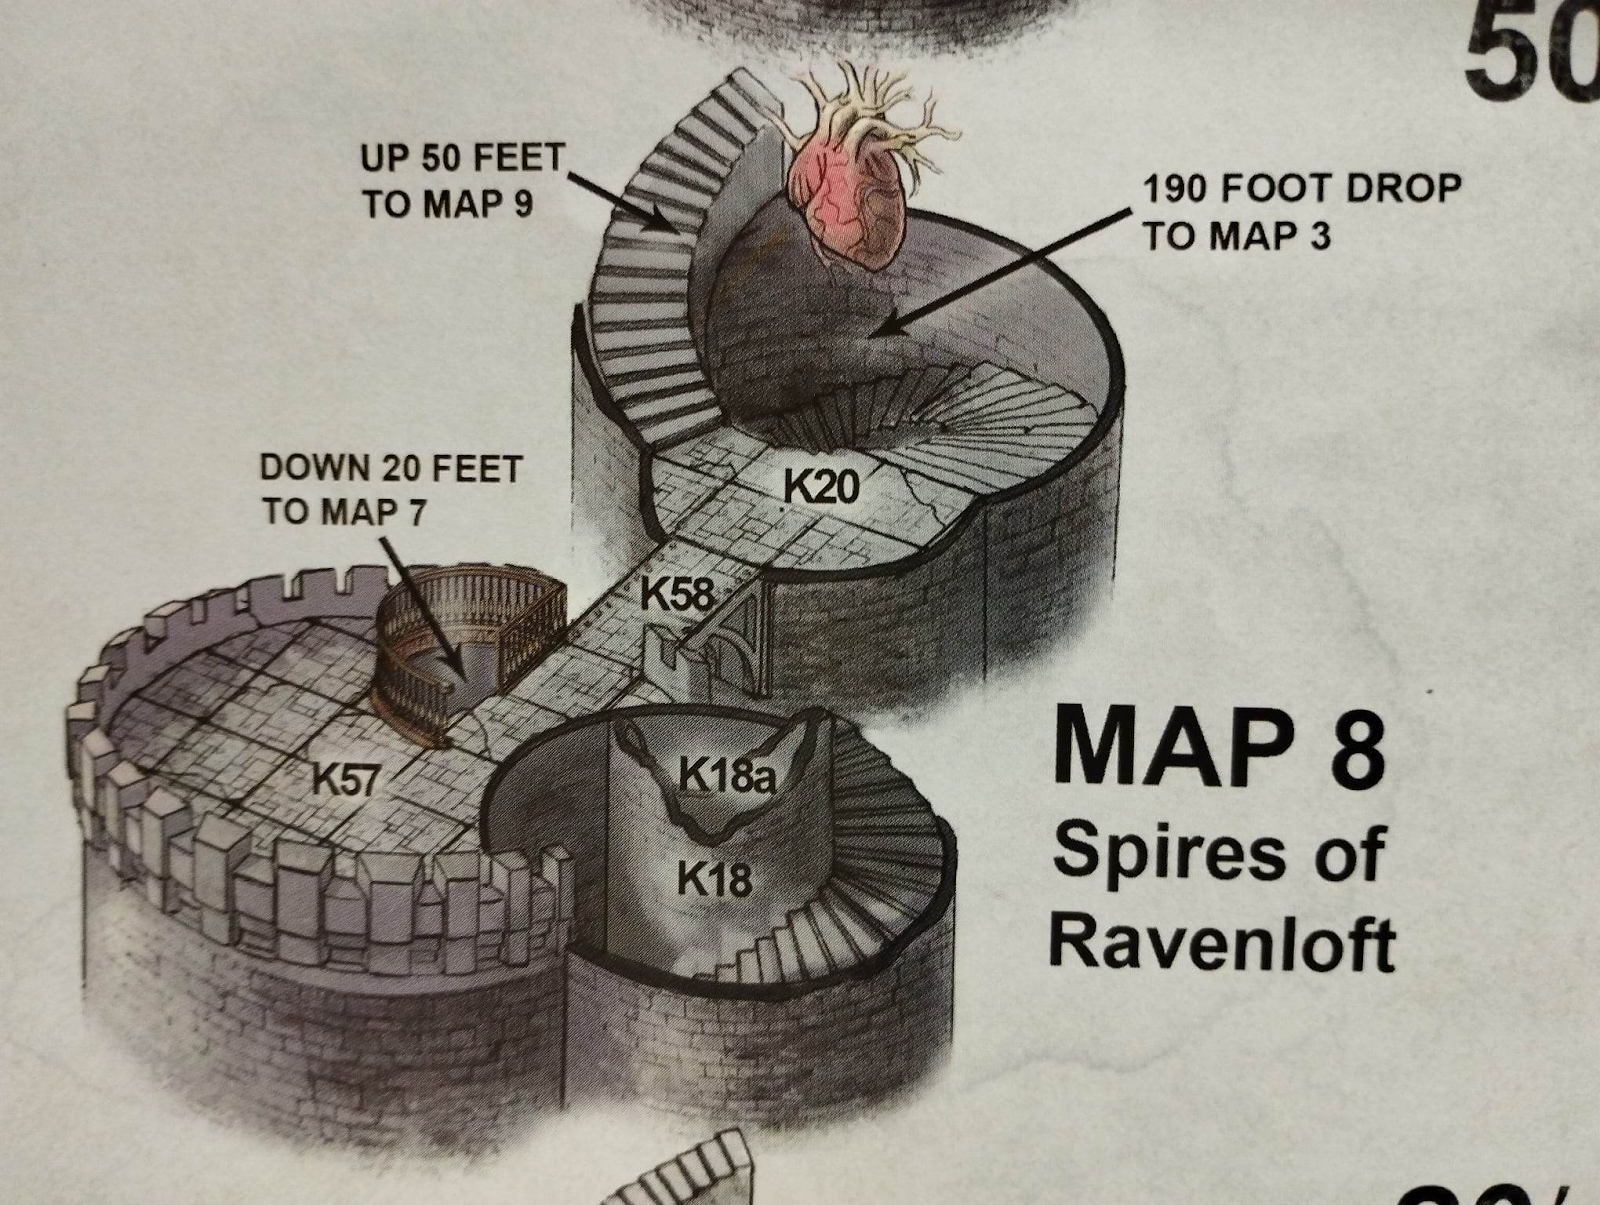 50
UP 50 FEET
TO MAP 9
190 FOOT DROP
TO MAP 3
K20
DOWN 20 FEET
TO MAP 7
K58
K57
K18a
K18
MAP 8
Spires of
Ravenloft